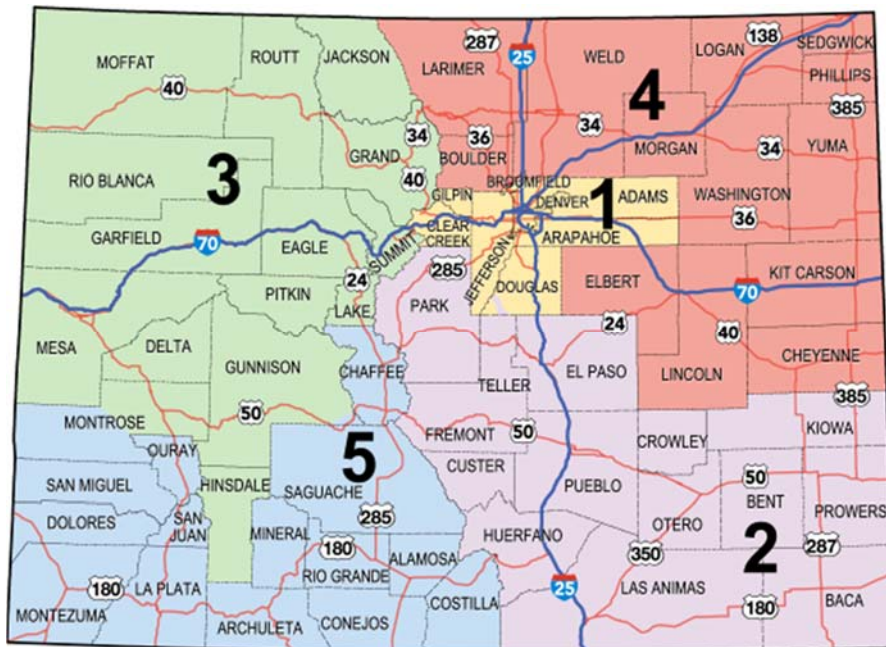 MOFFAT
ROUTT
JACKSON
LARIMER
287
25
WELD
LOGAN
138
SEDGWICK
PHILLIPS
40
4
385
34
36
34
MORGAN
34
YUMA
GRAND
BOULDER
RIO BLANCA
3
40
GILPIN
BROOMFIELD
DENVER
1
ADAMS
WASHINGTON
36
GARFIELD
70
EAGLE
SUMMIT
CLEAR
CREEK
ARAPAHOE
285
JEFFERSON
DOUGLAS
ELBERT
KIT CARSON
PITKIN
24
LAKE
PARK
70
24
40
MESA
DELTA
GUNNISON
CHAFFEE
TELLER
EL PASO
LINCOLN
CHEYENNE
385
MONTROSE
50
FREMONT
50
CROWLEY
KIOWA
OURAY
5
CUSTER
SAN MIGUEL
HINSDALE
SAGUACHE
PUEBLO
50
BENT
PROWERS
DOLORES
SAN
JUAN
MINERAL
285
OTERO
2
180
ALAMOSA
HUERFANO
350
287
RIO GRANDE
180
LA PLATA
COSTILLA
25
LAS ANIMAS
BACA
MONTEZUMA
ARCHULETA
CONEJOS
180